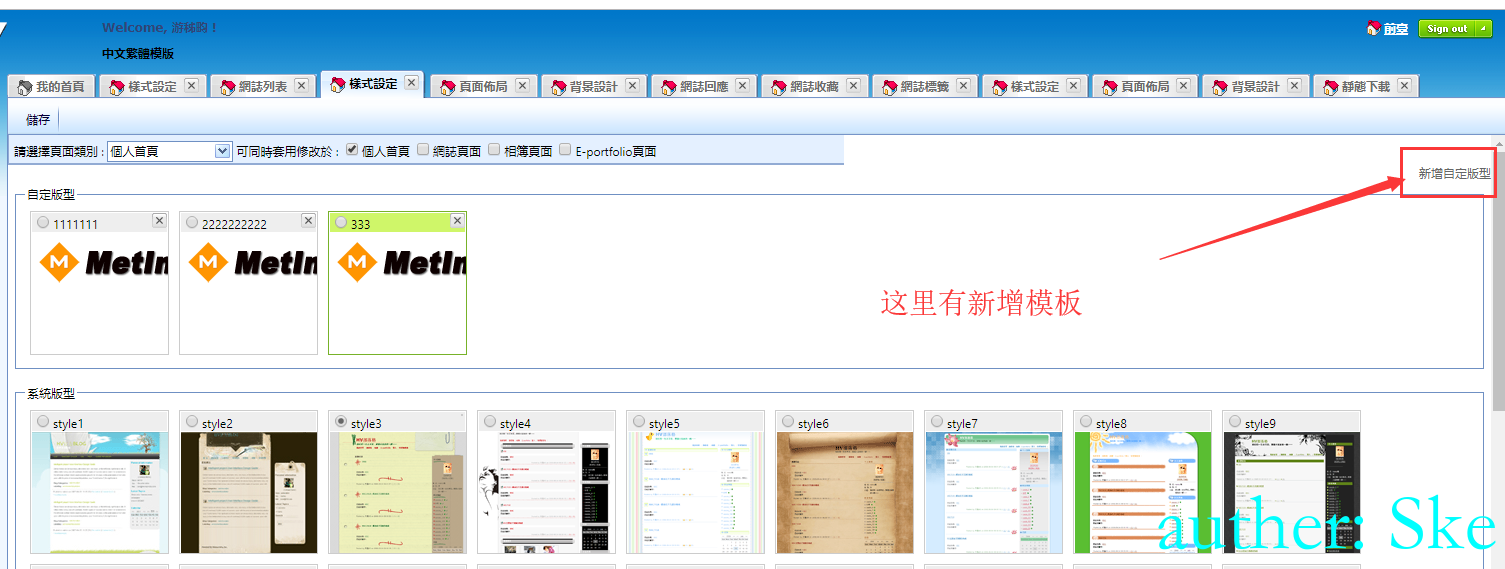 Welcome, 游秭昀！
前臺
Sign out
中文繁體模版
我的首頁
樣式設定
網誌列表
樣式設定
頁面佈局
背景設計
網誌回應
網誌收藏
網誌標籤
樣式設定
頁面佈局
背景設計
靜態下載
儲存
請選擇頁面類別：個人首頁 可同時套用修改於： 個人首頁 網誌頁面 相簿頁面 E-portfolio頁面
新增自定版型
自定版型
1111111
2222222222
333
MetIn
MetIn
MetIn
这里有新增模板
系統版型
style1
style2
style3
style4
style5
style6
style7
style8
style9
auther: Ske